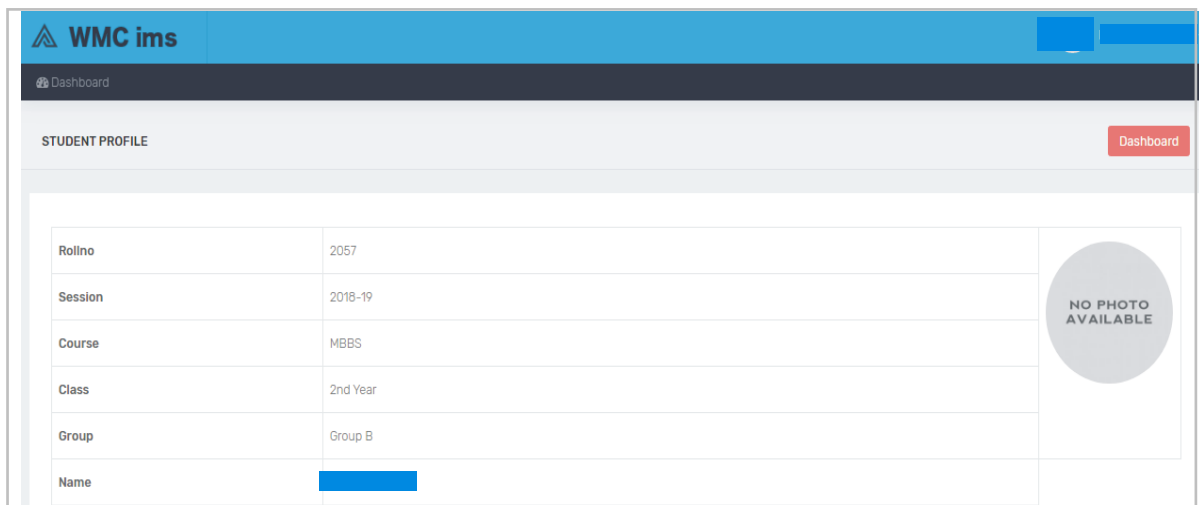 WMC ims
Dashboard
STUDENT PROFILE
Dashboard
Rollno 2057
Session 2018-19
NO PHOTO
AVAILABLE
Course MBBS
Class 2nd Year
Group Group B
Name